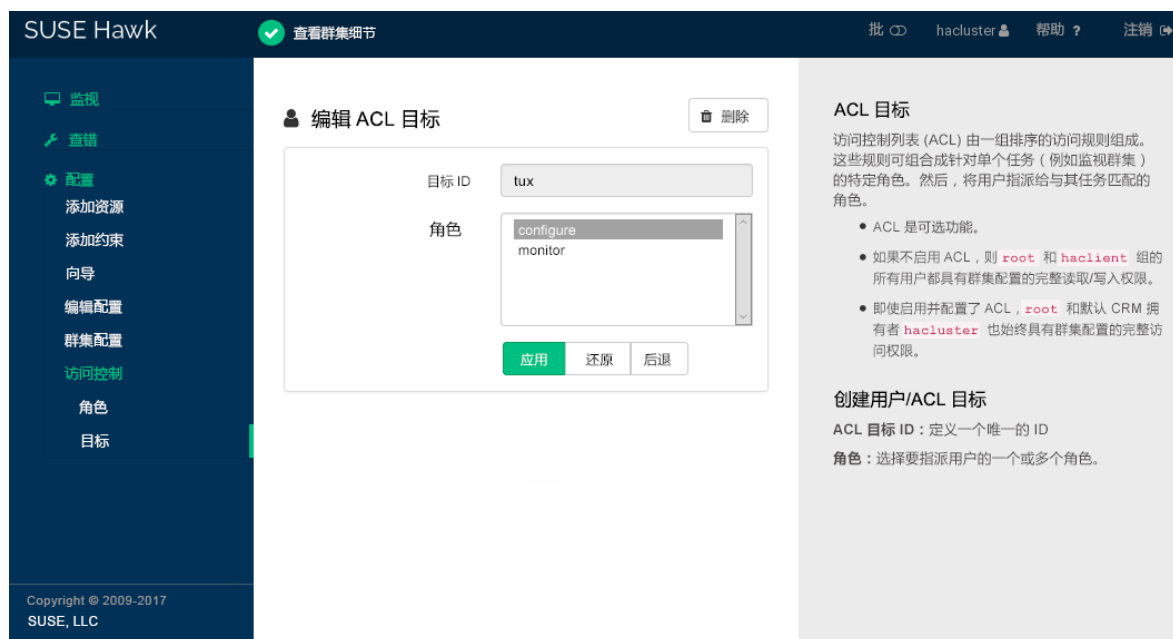 SUSE Hawk
查看群集细节
批
hacluster
帮助 ?
注销
监视
查错
配置
添加资源
添加约束
向导
编辑配置
群集配置
访问控制
角色
目标
Copyright © 2009-2017
SUSE, LLC
编辑 ACL 目标
删除
目标 ID
tux
角色
configure
monitor
应用
还原
后退
ACL 目标
访问控制列表 (ACL) 由一组排序的访问规则组成。
这些规则可组合成针对单个任务（例如监视群集）
的特定角色。然后，将用户指派给与其任务匹配的
角色。
● ACL 是可选功能。
● 如果不启用 ACL，则 root 和 haclient 组的
所有用户都具有群集配置的完整读取/写入权限。
● 即使启用并配置了 ACL，root 和默认 CRM 拥
有者 hacluster 也始终具有群集配置的完整访
问权限。
创建用户/ACL 目标
ACL 目标 ID：定义一个唯一的 ID
角色：选择要指派用户的一个或多个角色。